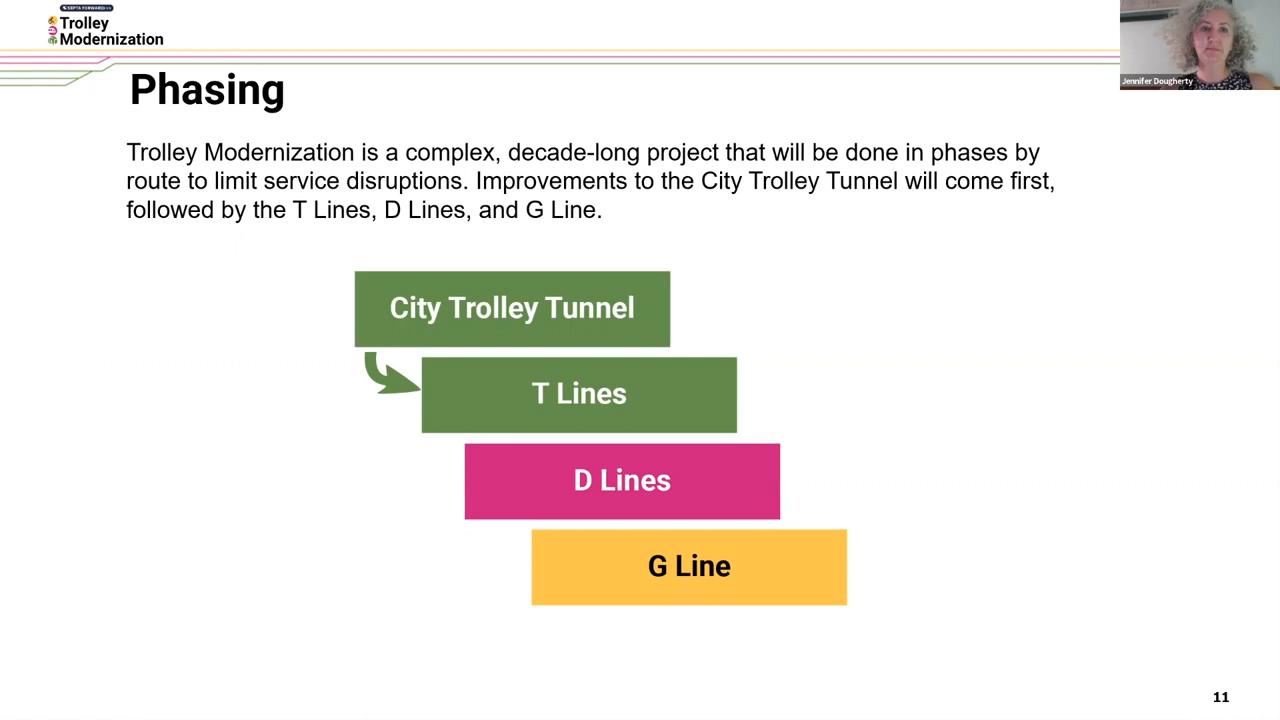 SEPTA FORWARD
Trolley
Modernization
Jennifer Dougherty
Phasing
Trolley Modernization is a complex, decade-long project that will be done in phases by
route to limit service disruptions. Improvements to the City Trolley Tunnel will come first,
followed by the T Lines, D Lines, and G Line.
City Trolley Tunnel
T Lines
D Lines
G Line
11